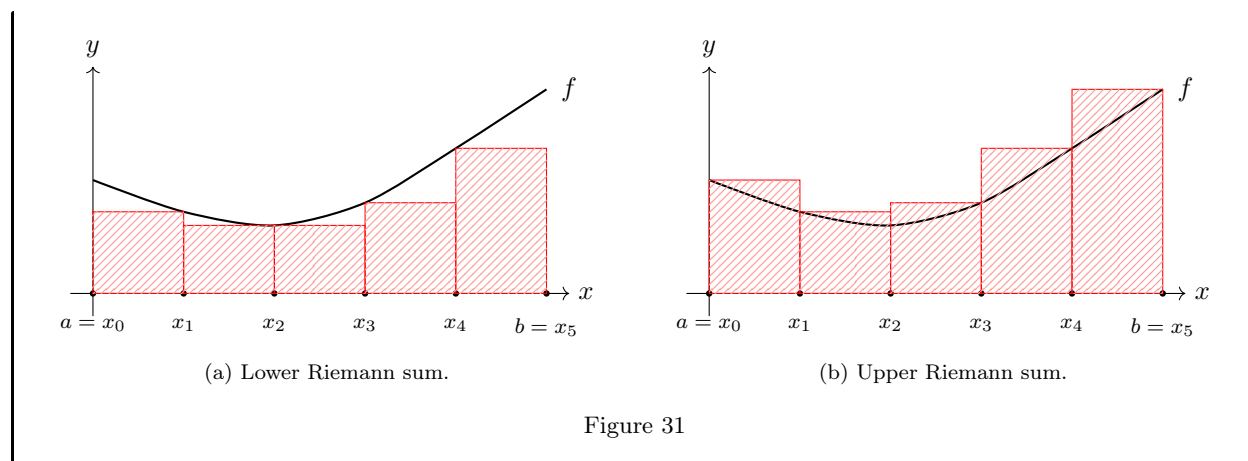 y
f
x
a = x₀ x₁ x₂ x₃ x₄ b = x₅
(a) Lower Riemann sum.
y
f
x
a = x₀ x₁ x₂ x₃ x₄ b = x₅
(b) Upper Riemann sum.
Figure 31